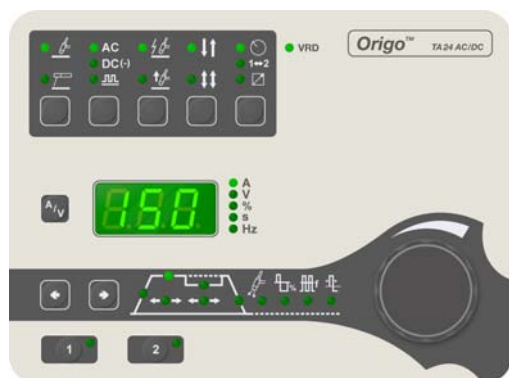 AC
DC(-)
1↔2
VRD
Origo™ TA24 AC/DC
A/V
150
A
V
%
s
Hz
%
f
1
2